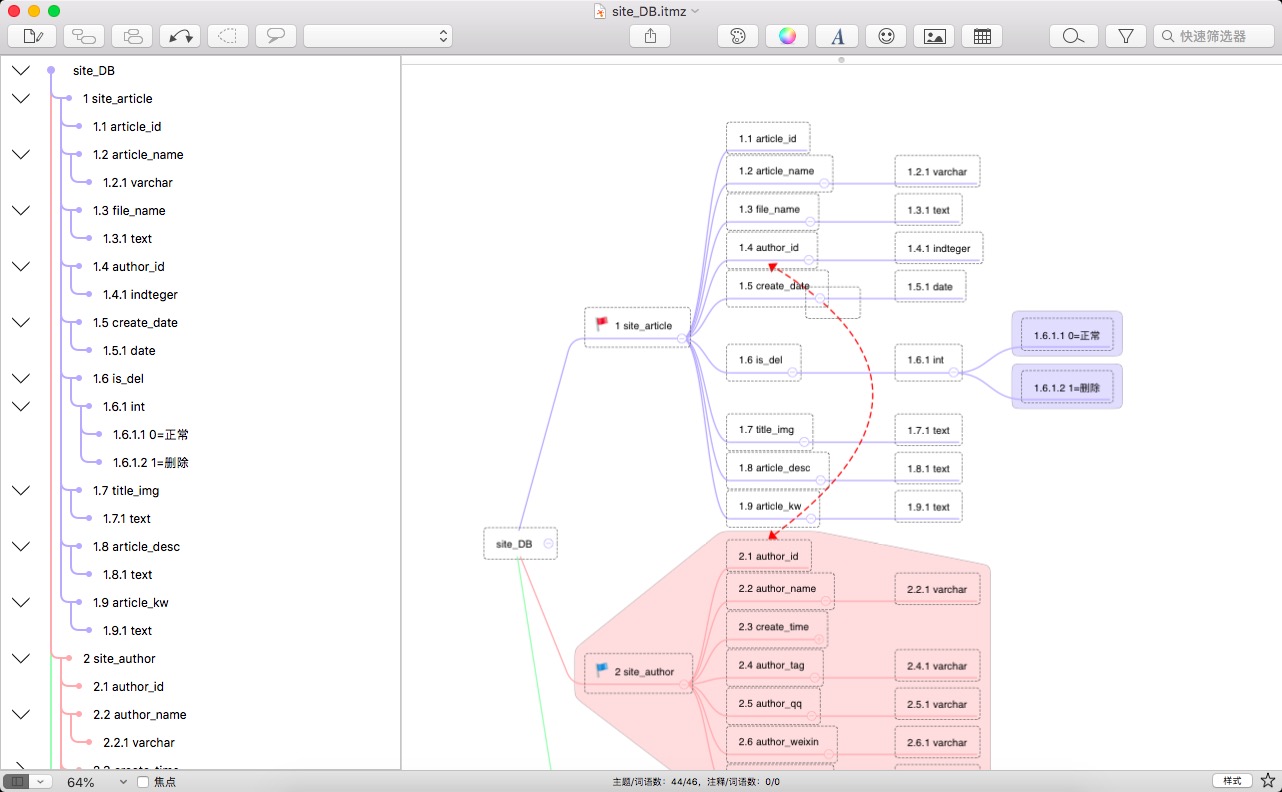 site_DB.itmz
快速筛选器
site_DB
1 site_article
1.1 article_id
1.2 article_name
1.2.1 varchar
1.3 file_name
1.3.1 text
1.4 author_id
1.4.1 indteger
1.5 create_date
1.5.1 date
1.6 is_del
1.6.1 int
1.6.1.1 0=正常
1.6.1.2 1=删除
1.7 title_img
1.7.1 text
1.8 article_desc
1.8.1 text
1.9 article_kw
1.9.1 text
2 site_author
2.1 author_id
2.2 author_name
2.2.1 varchar
2.3 create_time
site_DB
1 site_article
1.1 article_id
1.2 article_name
1.2.1 varchar
1.3 file_name
1.3.1 text
1.4 author_id
1.4.1 indteger
1.5 create_date
1.5.1 date
1.6 is_del
1.6.1 int
1.6.1.1 0=正常
1.6.1.2 1=删除
1.7 title_img
1.7.1 text
1.8 article_desc
1.8.1 text
1.9 article_kw
1.9.1 text
2 site_author
2.1 author_id
2.2 author_name
2.2.1 varchar
2.3 create_time
2.4 author_tag
2.4.1 varchar
2.5 author_qq
2.5.1 varchar
2.6 author_weixin
2.6.1 varchar
64%
焦点
主题/词语数: 44/46, 注释/词语数: 0/0
样式